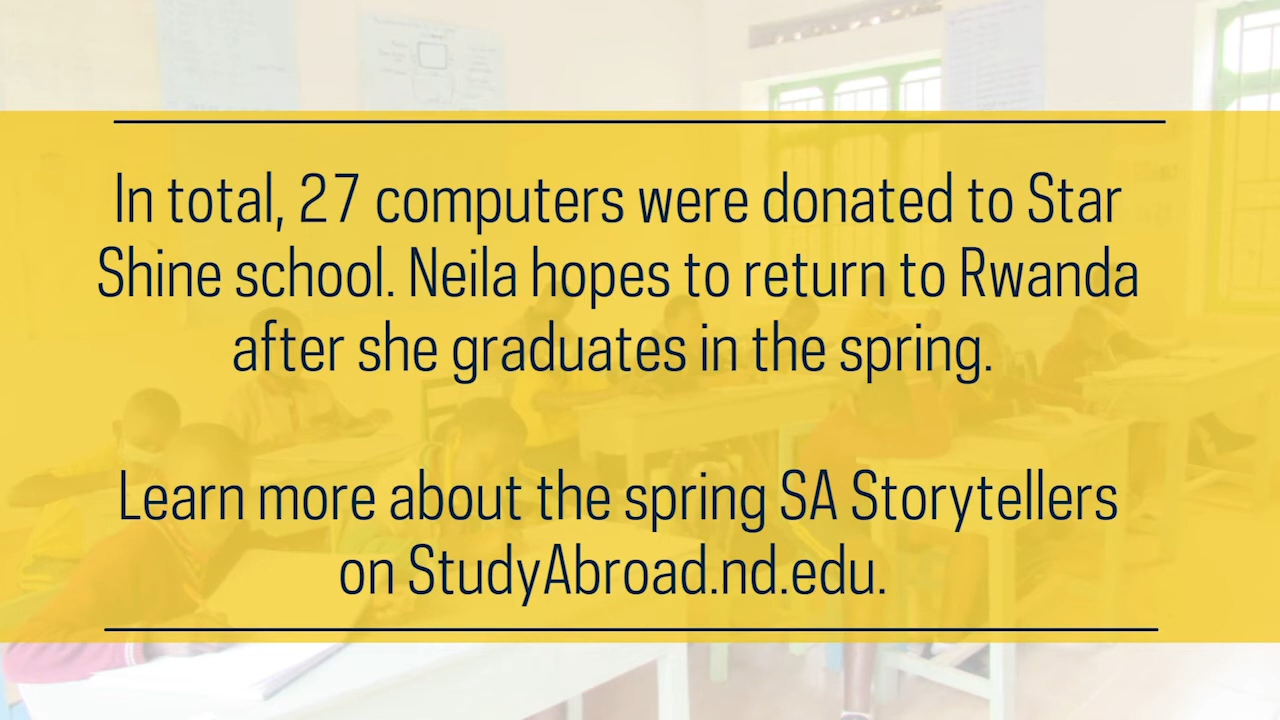 In total, 27 computers were donated to Star
Shine school. Neila hopes to return to Rwanda
after she graduates in the spring.
Learn more about the spring SA Storytellers
on StudyAbroad.nd.edu.